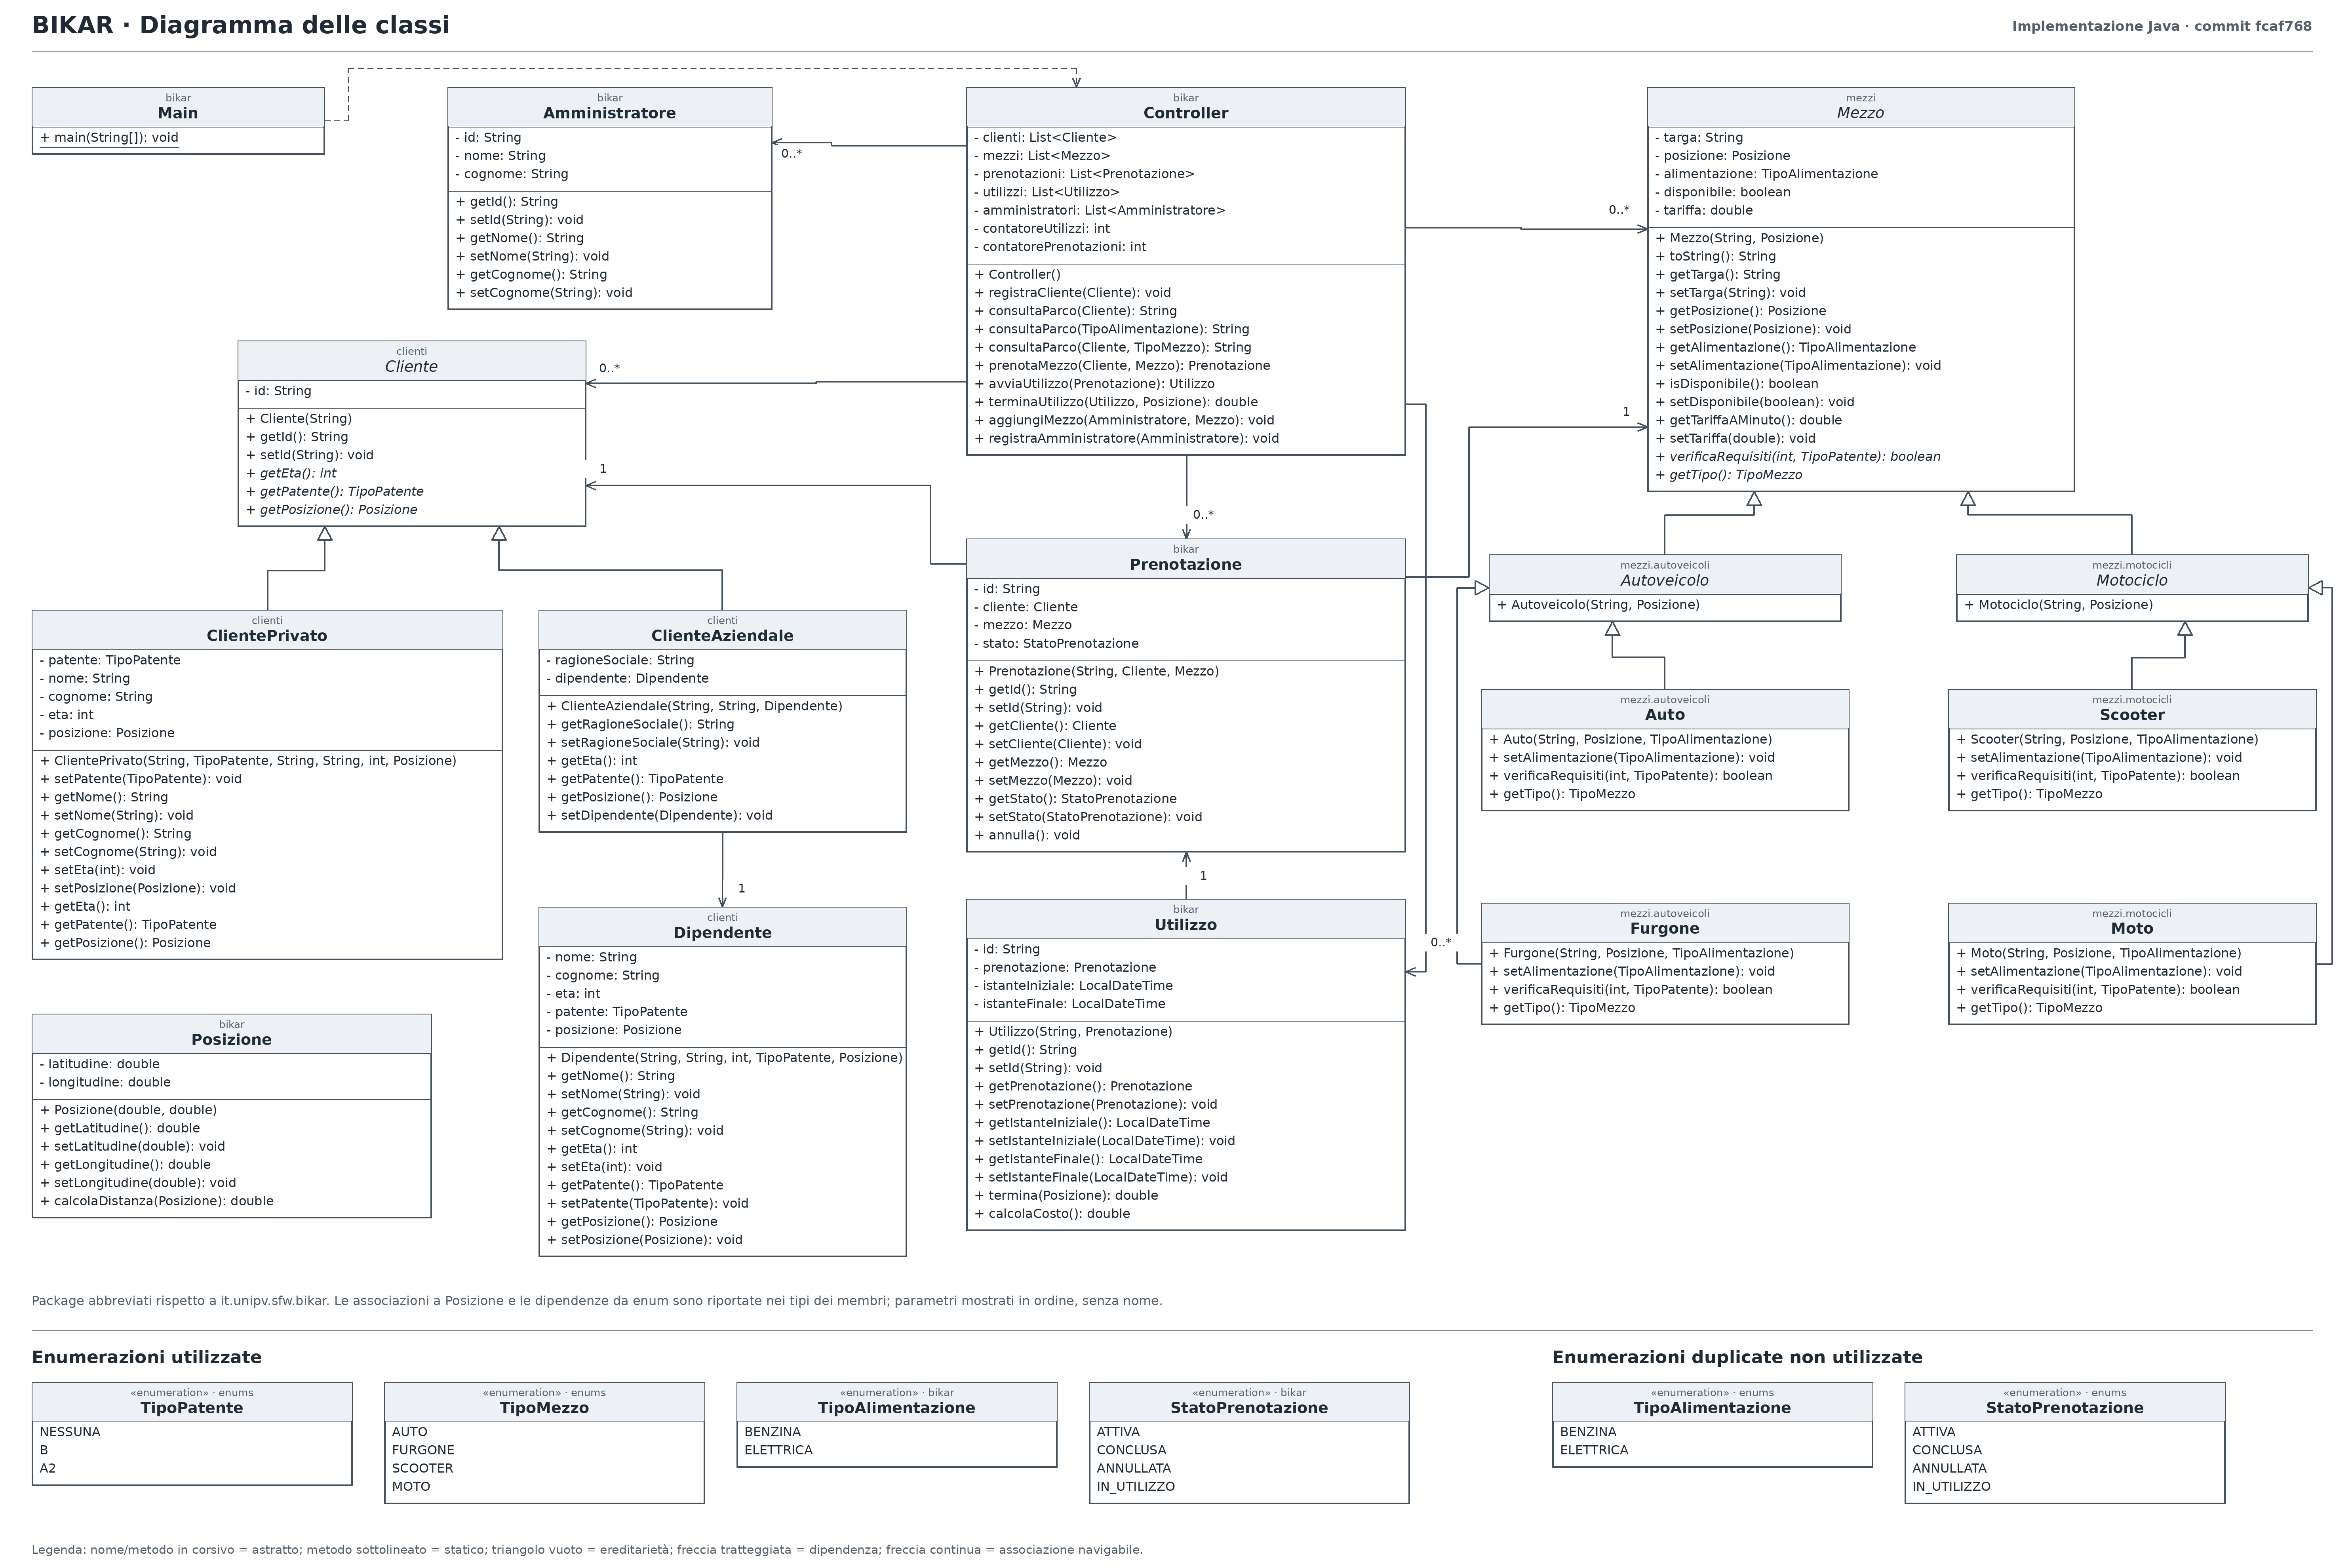 BIKAR · Diagramma delle classi
Implementazione Java · commit fcaf768
bikar
Main
+ main(String[]): void
bikar
Amministratore
- id: String
- nome: String
- cognome: String
+ getId(): String
+ setId(String): void
+ getNome(): String
+ setNome(String): void
+ getCognome(): String
+ setCognome(String): void
0..*
bikar
Controller
- clienti: List<Cliente>
- mezzi: List<Mezzo>
- prenotazioni: List<Prenotazione>
- utilizzi: List<Utilizzo>
- amministratori: List<Amministratore>
- contatoreUtilizzi: int
- contatorePrenotazioni: int
+ Controller()
+ registraCliente(Cliente): void
+ consultaParco(Cliente): String
+ consultaParco(TipoAlimentazione): String
+ consultaParco(Cliente, TipoMezzo): String
+ prenotaMezzo(Cliente, Mezzo): Prenotazione
+ avviaUtilizzo(Prenotazione): Utilizzo
+ terminaUtilizzo(Utilizzo, Posizione): double
+ aggiungiMezzo(Amministratore, Mezzo): void
+ registraAmministratore(Amministratore): void
0..*
1
mezzi
Mezzo
- targa: String
- posizione: Posizione
- alimentazione: TipoAlimentazione
- disponibile: boolean
- tariffa: double
+ Mezzo(String, Posizione)
+ toString(): String
+ getTarga(): String
+ setTarga(String): void
+ getPosizione(): Posizione
+ setPosizione(Posizione): void
+ getAlimentazione(): TipoAlimentazione
+ setAlimentazione(TipoAlimentazione): void
+ isDisponibile(): boolean
+ setDisponibile(boolean): void
+ getTariffaAMinuto(): double
+ setTariffa(double): void
+ verificaRequisiti(int, TipoPatente): boolean
+ getTipo(): TipoMezzo
clienti
Cliente
- id: String
+ Cliente(String)
+ getId(): String
+ setId(String): void
+ getEta(): int
+ getPatente(): TipoPatente
+ getPosizione(): Posizione
0..*
1
0..*
clienti
ClientePrivato
- patente: TipoPatente
- nome: String
- cognome: String
- eta: int
- posizione: Posizione
+ ClientePrivato(String, TipoPatente, String, String, int, Posizione)
+ setPatente(TipoPatente): void
+ getNome(): String
+ setNome(String): void
+ getCognome(): String
+ setCognome(String): void
+ setEta(int): void
+ setPosizione(Posizione): void
+ getEta(): int
+ getPatente(): TipoPatente
+ getPosizione(): Posizione
clienti
ClienteAziendale
- ragioneSociale: String
- dipendente: Dipendente
+ ClienteAziendale(String, String, Dipendente)
+ getRagioneSociale(): String
+ setRagioneSociale(String): void
+ getEta(): int
+ getPatente(): TipoPatente
+ getPosizione(): Posizione
+ setDipendente(Dipendente): void
1
bikar
Prenotazione
- id: String
- cliente: Cliente
- mezzo: Mezzo
- stato: StatoPrenotazione
+ Prenotazione(String, Cliente, Mezzo)
+ getId(): String
+ setId(String): void
+ getCliente(): Cliente
+ setCliente(Cliente): void
+ getMezzo(): Mezzo
+ setMezzo(Mezzo): void
+ getStato(): StatoPrenotazione
+ setStato(StatoPrenotazione): void
+ annulla(): void
1
mezzi.autoveicoli
Autoveicolo
+ Autoveicolo(String, Posizione)
mezzi.motocicli
Motociclo
+ Motociclo(String, Posizione)
mezzi.autoveicoli
Auto
+ Auto(String, Posizione, TipoAlimentazione)
+ setAlimentazione(TipoAlimentazione): void
+ verificaRequisiti(int, TipoPatente): boolean
+ getTipo(): TipoMezzo
mezzi.motocicli
Scooter
+ Scooter(String, Posizione, TipoAlimentazione)
+ setAlimentazione(TipoAlimentazione): void
+ verificaRequisiti(int, TipoPatente): boolean
+ getTipo(): TipoMezzo
bikar
Posizione
- latitudine: double
- longitudine: double
+ Posizione(double, double)
+ getLatitudine(): double
+ setLatitudine(double): void
+ getLongitudine(): double
+ setLongitudine(double): void
+ calcolaDistanza(Posizione): double
clienti
Dipendente
- nome: String
- cognome: String
- eta: int
- patente: TipoPatente
- posizione: Posizione
+ Dipendente(String, String, int, TipoPatente, Posizione)
+ getNome(): String
+ setNome(String): void
+ getCognome(): String
+ setCognome(String): void
+ getEta(): int
+ setEta(int): void
+ getPatente(): TipoPatente
+ setPatente(TipoPatente): void
+ getPosizione(): Posizione
+ setPosizione(Posizione): void
bikar
Utilizzo
- id: String
- prenotazione: Prenotazione
- istanteIniziale: LocalDateTime
- istanteFinale: LocalDateTime
+ Utilizzo(String, Prenotazione)
+ getId(): String
+ setId(String): void
+ getPrenotazione(): Prenotazione
+ setPrenotazione(Prenotazione): void
+ getIstanteIniziale(): LocalDateTime
+ setIstanteIniziale(LocalDateTime): void
+ getIstanteFinale(): LocalDateTime
+ setIstanteFinale(LocalDateTime): void
+ termina(Posizione): double
+ calcolaCosto(): double
0..*
mezzi.autoveicoli
Furgone
+ Furgone(String, Posizione, TipoAlimentazione)
+ setAlimentazione(TipoAlimentazione): void
+ verificaRequisiti(int, TipoPatente): boolean
+ getTipo(): TipoMezzo
mezzi.motocicli
Moto
+ Moto(String, Posizione, TipoAlimentazione)
+ setAlimentazione(TipoAlimentazione): void
+ verificaRequisiti(int, TipoPatente): boolean
+ getTipo(): TipoMezzo
Package abbreviati rispetto a it.unipv.sfw.bikar. Le associazioni a Posizione e le dipendenze da enum sono riportate nei tipi dei membri; parametri mostrati in ordine, senza nome.
Enumerazioni utilizzate
«enumeration» · enums
TipoPatente
NESSUNA
B
A2
«enumeration» · enums
TipoMezzo
AUTO
FURGONE
SCOOTER
MOTO
«enumeration» · bikar
TipoAlimentazione
BENZINA
ELETTRICA
«enumeration» · bikar
StatoPrenotazione
ATTIVA
CONCLUSA
ANNULLATA
IN_UTILIZZO
Enumerazioni duplicate non utilizzate
«enumeration» · enums
TipoAlimentazione
BENZINA
ELETTRICA
«enumeration» · enums
StatoPrenotazione
ATTIVA
CONCLUSA
ANNULLATA
IN_UTILIZZO
Legenda: nome/metodo in corsivo = astratto; metodo sottolineato = statico; triangolo vuoto = ereditarietà; freccia tratteggiata = dipendenza; freccia continua = associazione navigabile.